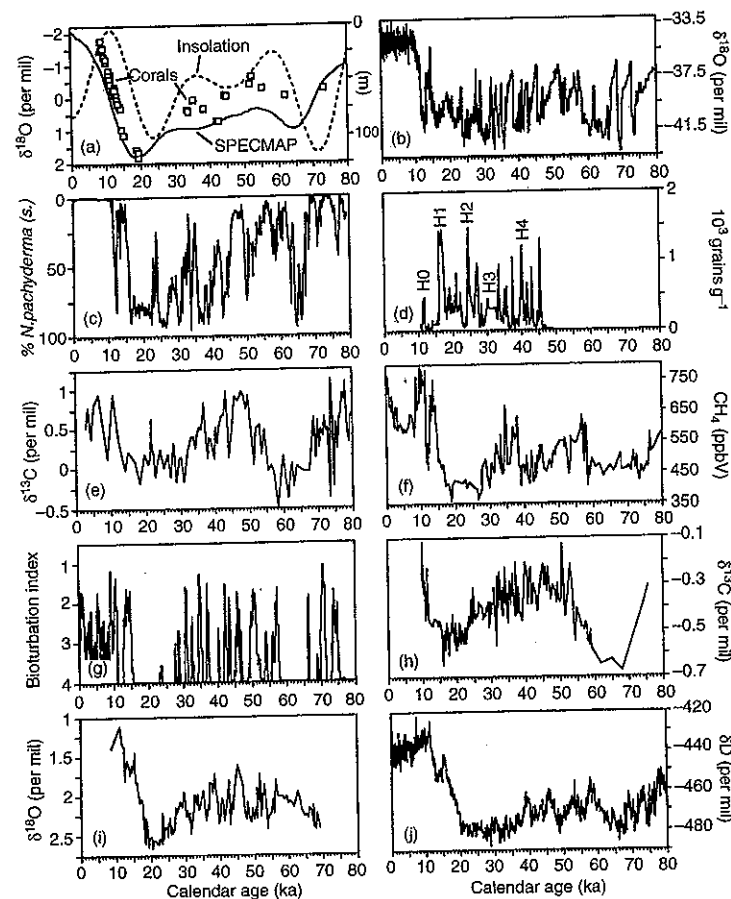 −2
−1
0
1
2
δ¹⁸O (per mil)
Insolation
Corals
SPECMAP
(a)
0
(m)
100
0 10 20 30 40 50 60 70 80
−33.5
−37.5
−41.5
δ¹⁸O (per mil)
(b)
0 10 20 30 40 50 60 70 80
0
50
100
% N.pachyderma (s.)
(c)
0 10 20 30 40 50 60 70 80
2
1
0
10³ grains g⁻¹
H0
H1
H2
H3
H4
(d)
0 10 20 30 40 50 60 70 80
1
0.5
0
−0.5
δ¹³C (per mil)
(e)
0 10 20 30 40 50 60 70 80
750
650
550
450
350
CH₄ (ppbV)
(f)
0 10 20 30 40 50 60 70 80
1
2
3
4
Bioturbation index
(g)
0 10 20 30 40 50 60 70 80
−0.1
−0.3
−0.5
−0.7
δ¹³C (per mil)
(h)
0 10 20 30 40 50 60 70 80
1
1.5
2
2.5
δ¹⁸O (per mil)
(i)
0 10 20 30 40 50 60 70 80
Calendar age (ka)
−420
−440
−460
−480
δD (per mil)
(j)
0 10 20 30 40 50 60 70 80
Calendar age (ka)